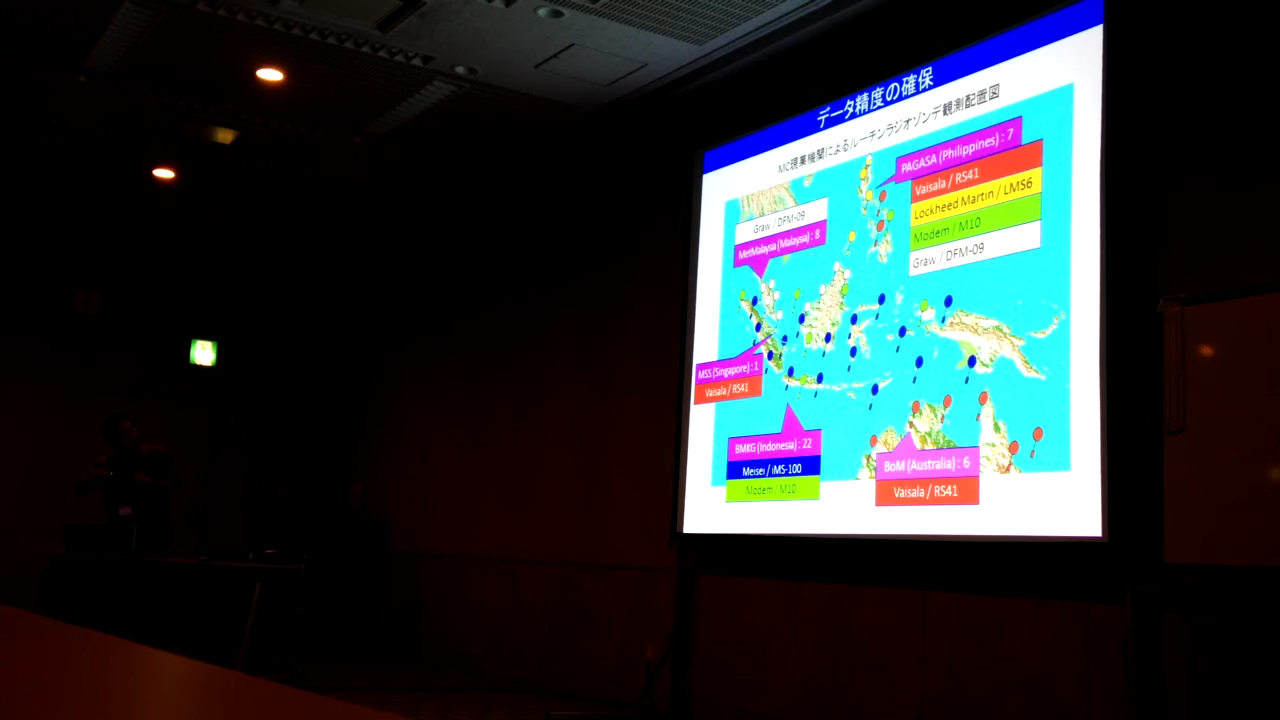 データ精度の確保
MC現業機関によるルーチンラジオゾンデ観測配置図
PAGASA (Philippines) : 7
Vaisala / RS41
Lockheed Martin / LMS6
Modem / M10
Graw / DFM-09
Graw / DFM-09
MetMalaysia (Malaysia) : 8
MSS (Singapore) : 1
Vaisala / RS41
BMKG (Indonesia) : 22
Meisei / iMS-100
Modem / M10
BoM (Australia) : 6
Vaisala / RS41